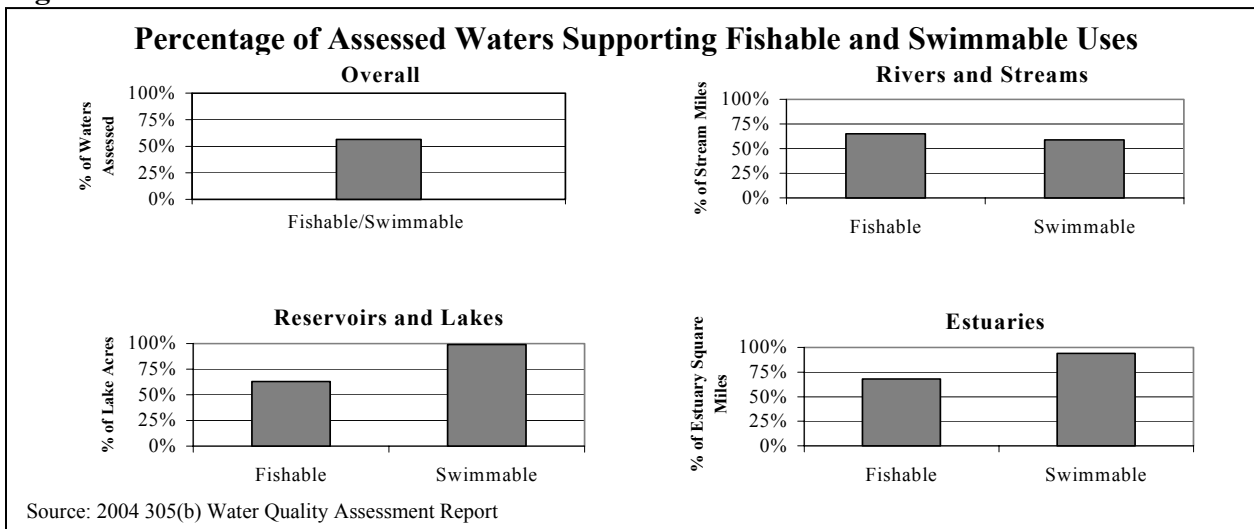 Percentage of Assessed Waters Supporting Fishable and Swimmable Uses
Overall
% of Waters
Assessed
100%
75%
50%
25%
0%
Fishable/Swimmable
Rivers and Streams
% of Stream Miles
100%
75%
50%
25%
0%
Fishable Swimmable
Reservoirs and Lakes
% of Lake Acres
100%
75%
50%
25%
0%
Fishable Swimmable
Estuaries
% of Estuary Square
Miles
100%
75%
50%
25%
0%
Fishable Swimmable
Source: 2004 305(b) Water Quality Assessment Report